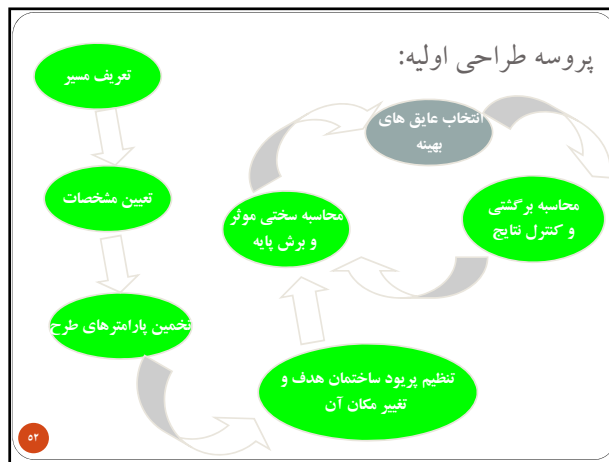 پروسه طراحی اولیه:
تعریف مسیر
تعیین مشخصات
تخمین پارامترهای طرح
تنظیم پریود ساختمان هدف و
تغییر مکان آن
محاسبه سختی موثر
و برش پایه
انتخاب عایق های
بهینه
محاسبه برگشتی
و کنترل نتایج
۵۲